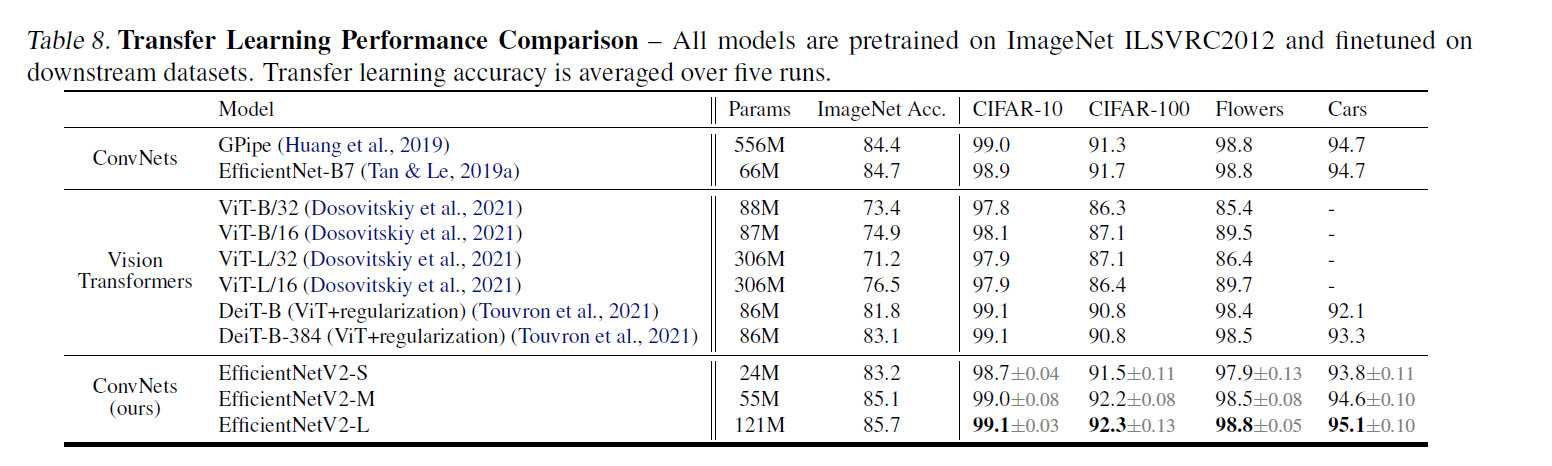 Table 8. Transfer Learning Performance Comparison – All models are pretrained on ImageNet ILSVRC2012 and finetuned on
downstream datasets. Transfer learning accuracy is averaged over five runs.
Model Params ImageNet Acc. CIFAR-10 CIFAR-100 Flowers Cars
ConvNets
GPipe (Huang et al., 2019) 556M 84.4 99.0 91.3 98.8 94.7
EfficientNet-B7 (Tan & Le, 2019a) 66M 84.7 98.9 91.7 98.8 94.7
Vision
Transformers
ViT-B/32 (Dosovitskiy et al., 2021) 88M 73.4 97.8 86.3 85.4 -
ViT-B/16 (Dosovitskiy et al., 2021) 87M 74.9 98.1 87.1 89.5 -
ViT-L/32 (Dosovitskiy et al., 2021) 306M 71.2 97.9 87.1 86.4 -
ViT-L/16 (Dosovitskiy et al., 2021) 306M 76.5 97.9 86.4 89.7 -
DeiT-B (ViT+regularization) (Touvron et al., 2021) 86M 81.8 99.1 90.8 98.4 92.1
DeiT-B-384 (ViT+regularization) (Touvron et al., 2021) 86M 83.1 99.1 90.8 98.5 93.3
ConvNets
(ours)
EfficientNetV2-S 24M 83.2 98.7±0.04 91.5±0.11 97.9±0.13 93.8±0.11
EfficientNetV2-M 55M 85.1 99.0±0.08 92.2±0.08 98.5±0.08 94.6±0.10
EfficientNetV2-L 121M 85.7 99.1±0.03 92.3±0.13 98.8±0.05 95.1±0.10